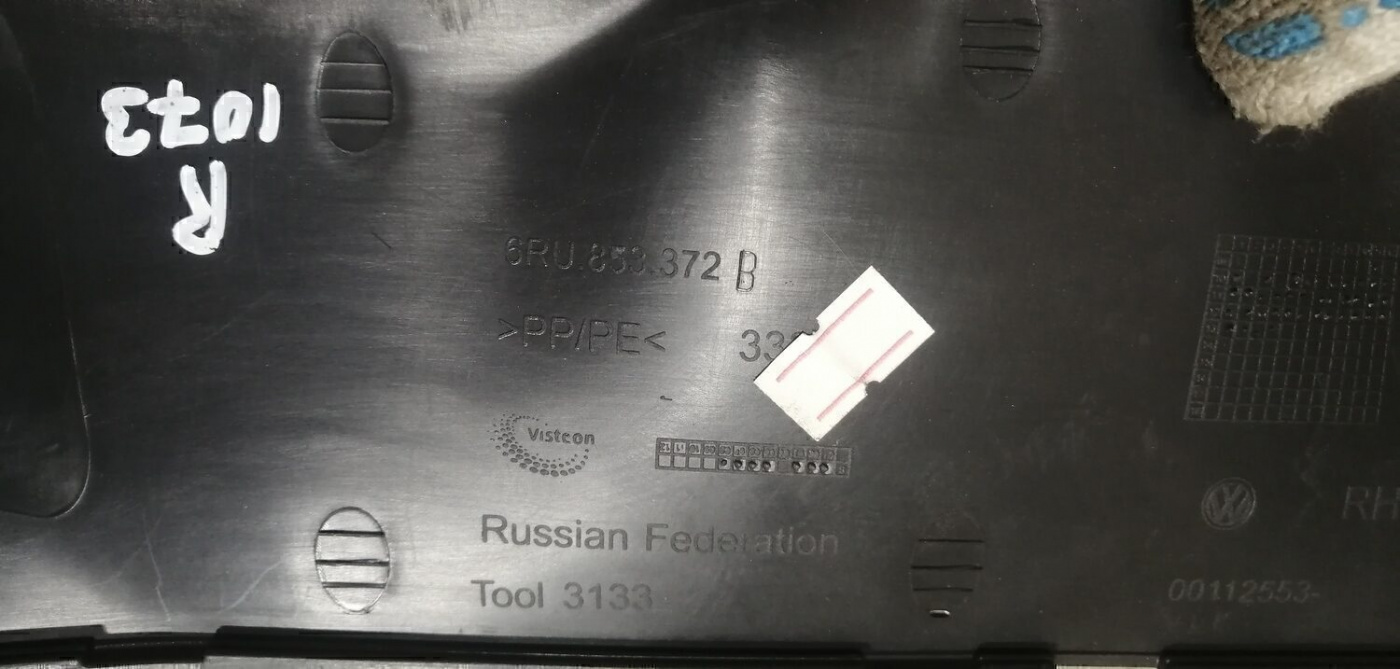 1073
R
6RU.853.372 B
>PP/PE<
Visteon
Russian Federation
Tool 3133
RH
00112553-